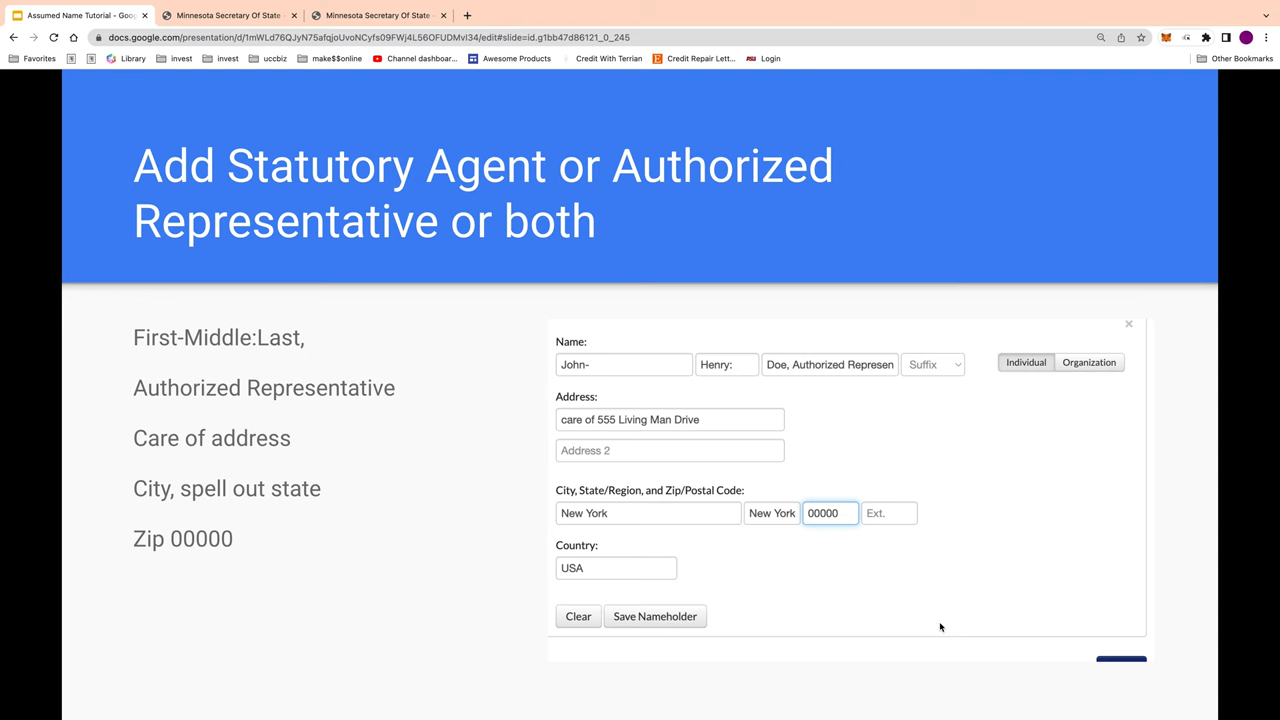 Assumed Name Tutorial - Goog
Minnesota Secretary Of State -
Minnesota Secretary Of State -
docs.google.com/presentation/d/1mWLd76QJyN75afqjoUvoNCyfs09FWj4L56OFUDMvI34/edit#slide=id.g1bb47d86121_0_245
Favorites
Library
invest
invest
uccbiz
make$$online
Channel dashboar...
Awesome Products
Credit With Terrian
Credit Repair Lett...
Login
Other Bookmarks
Add Statutory Agent or Authorized
Representative or both
First-Middle:Last,
Authorized Representative
Care of address
City, spell out state
Zip 00000
Name:
John-
Henry:
Doe, Authorized Represen
Suffix
Individual
Organization
Address:
care of 555 Living Man Drive
Address 2
City, State/Region, and Zip/Postal Code:
New York
New York
00000
Ext.
Country:
USA
Clear
Save Nameholder